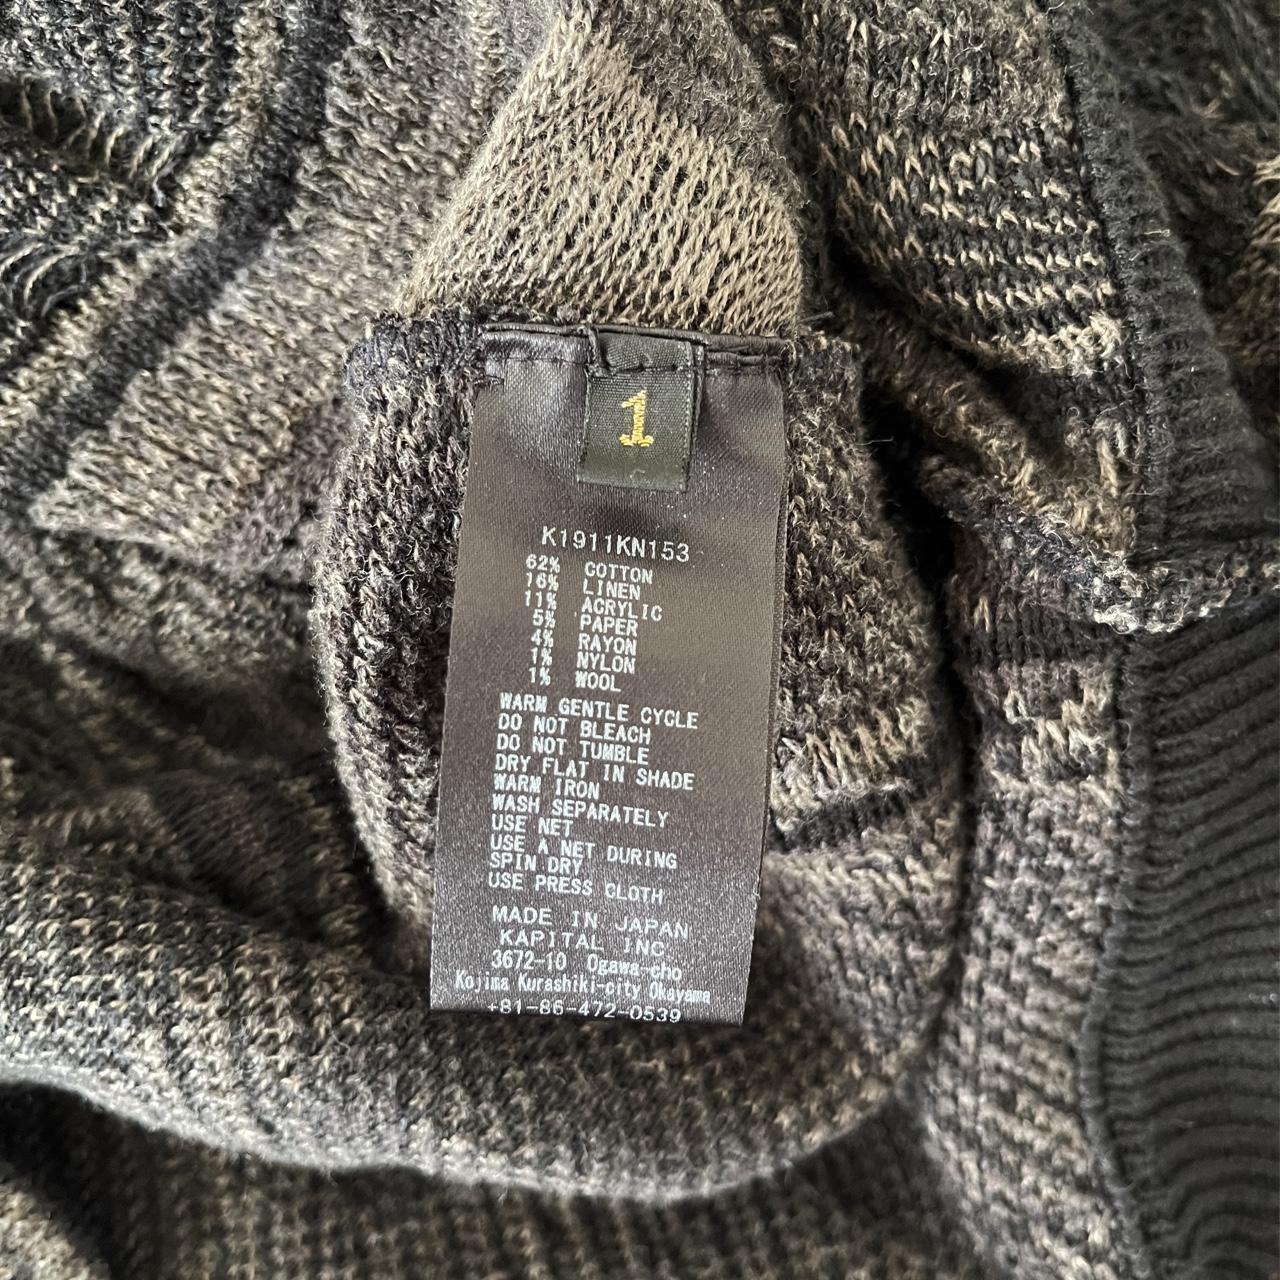 1
K1911KN153
62% COTTON
16% LINEN
11% ACRYLIC
5% PAPER
4% RAYON
1% NYLON
1% WOOL
WARM GENTLE CYCLE
DO NOT BLEACH
DO NOT TUMBLE
DRY FLAT IN SHADE
WARM IRON
WASH SEPARATELY
USE NET
USE A NET DURING
SPIN DRY
USE PRESS CLOTH
MADE IN JAPAN
KAPITAL INC.
3672-10 Ogawa-cho
Kojima Kurashiki-city Okayama
+81-86-472-0539